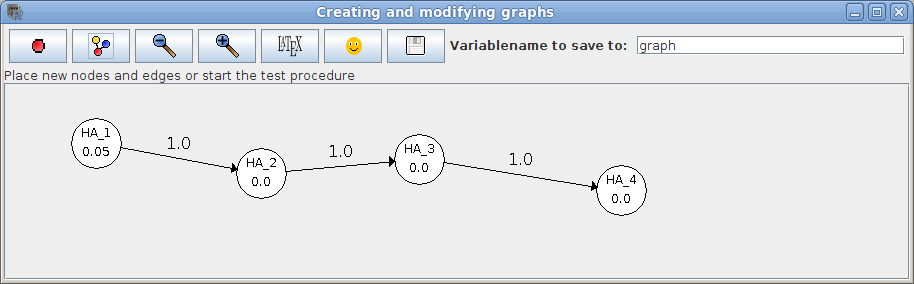 Creating and modifying graphs
LATEX
Variablename to save to:
graph
Place new nodes and edges or start the test procedure
HA_1
0.05
1.0
HA_2
0.0
1.0
HA_3
0.0
1.0
HA_4
0.0